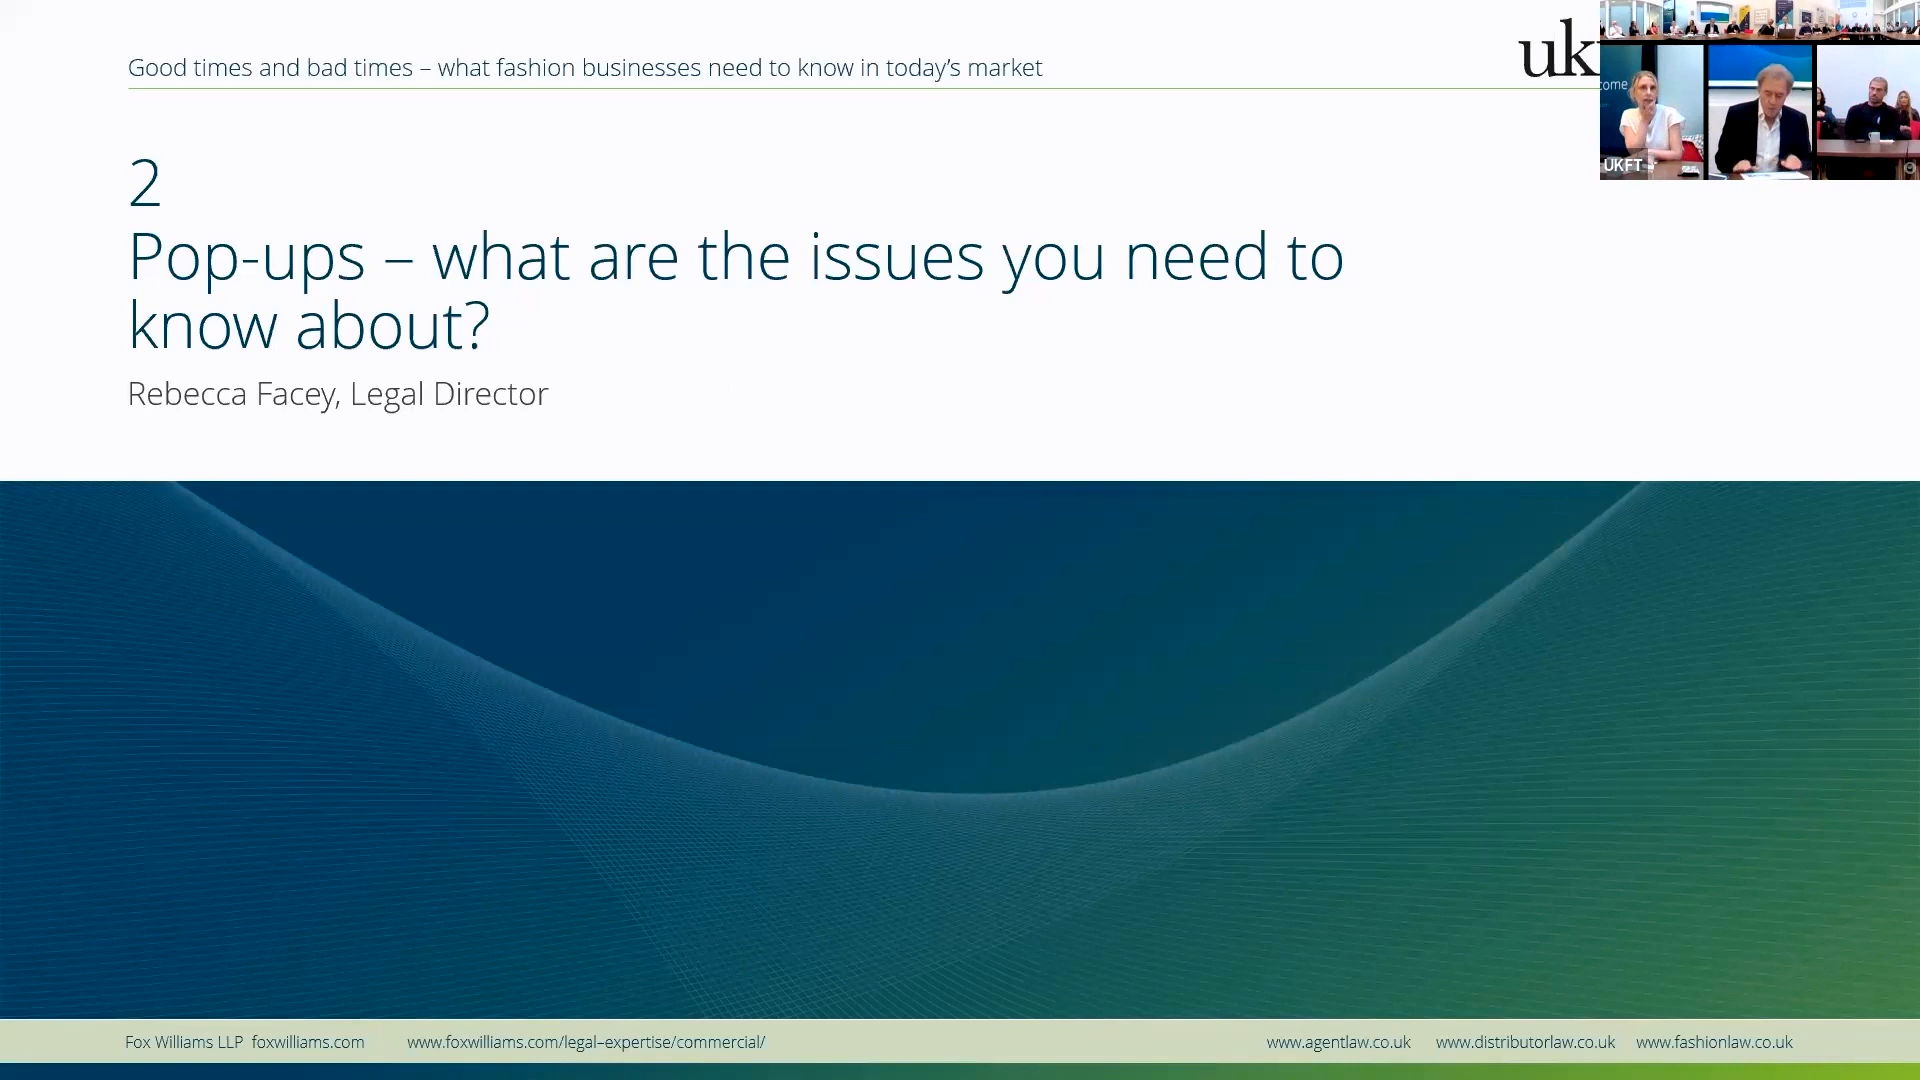 Good times and bad times – what fashion businesses need to know in today's market
uk
come
UKFT
2
Pop-ups – what are the issues you need to
know about?
Rebecca Facey, Legal Director
Fox Williams LLP foxwilliams.com www.foxwilliams.com/legal–expertise/commercial/ www.agentlaw.co.uk www.distributorlaw.co.uk www.fashionlaw.co.uk